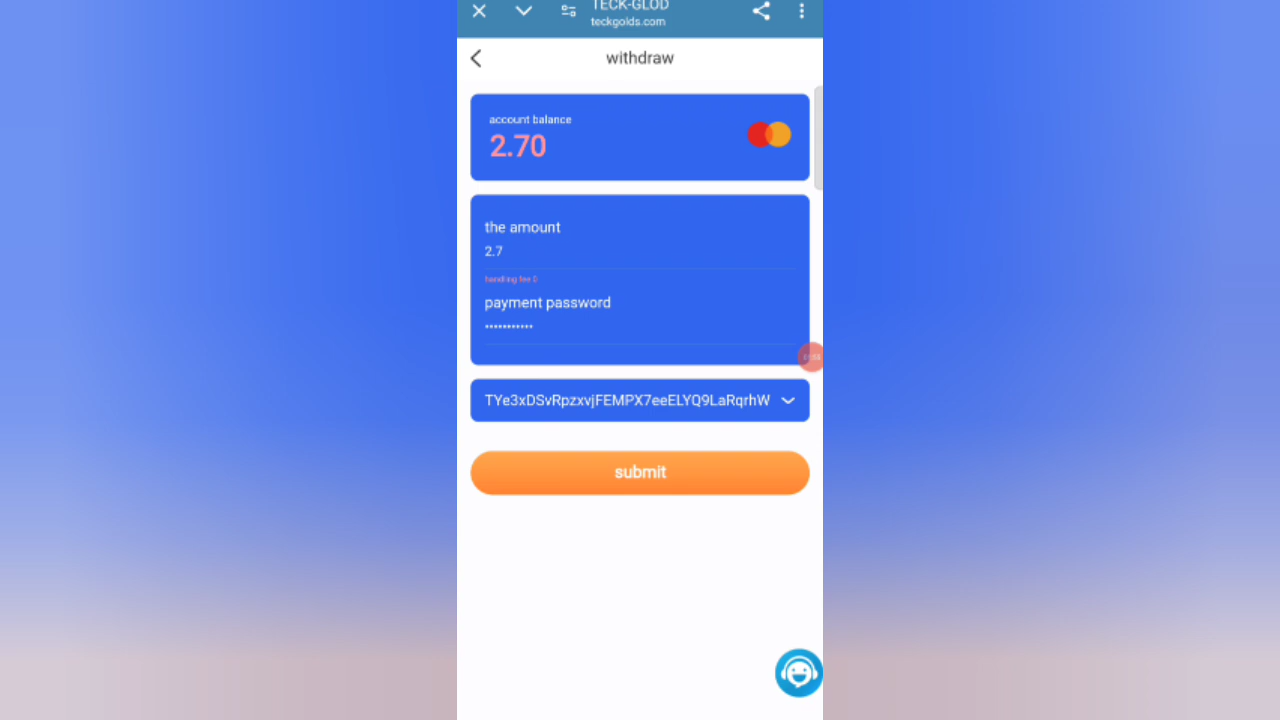 TECK-GLOD
teckgolds.com
withdraw
account balance
2.70
the amount
2.7
handling fee 0
payment password
•••••••••••
TYe3xDSvRpzxvjFEMPX7eeELYQ9LaRqrhW
submit